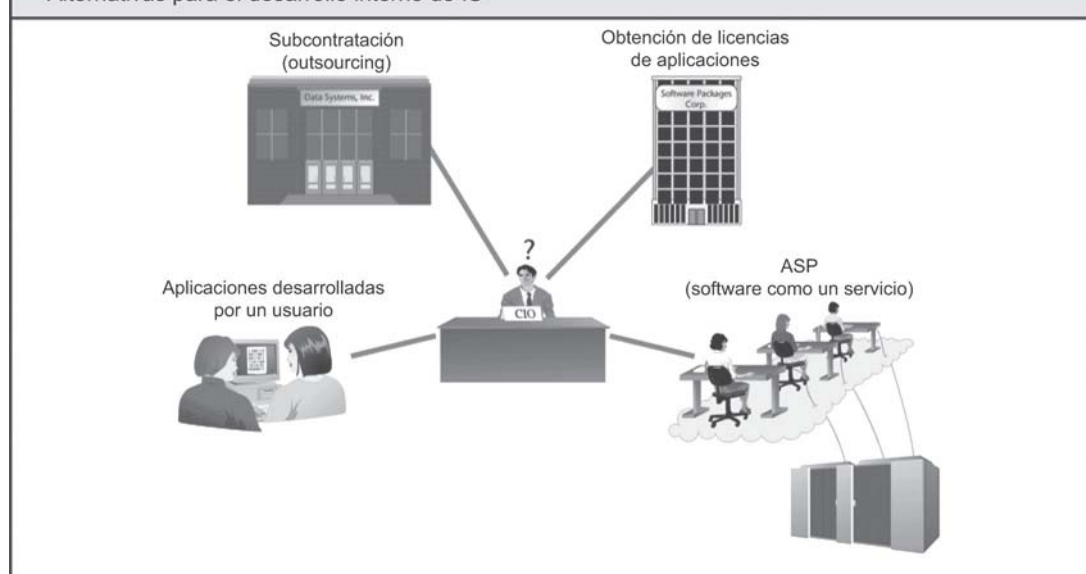 Alternativas para el desarrollo interno de IS
Subcontratación
(outsourcing)
Data Systems, Inc.
Obtención de licencias
de aplicaciones
Software Packages
Corp.
?
CIO
Aplicaciones desarrolladas
por un usuario
ASP
(software como un servicio)